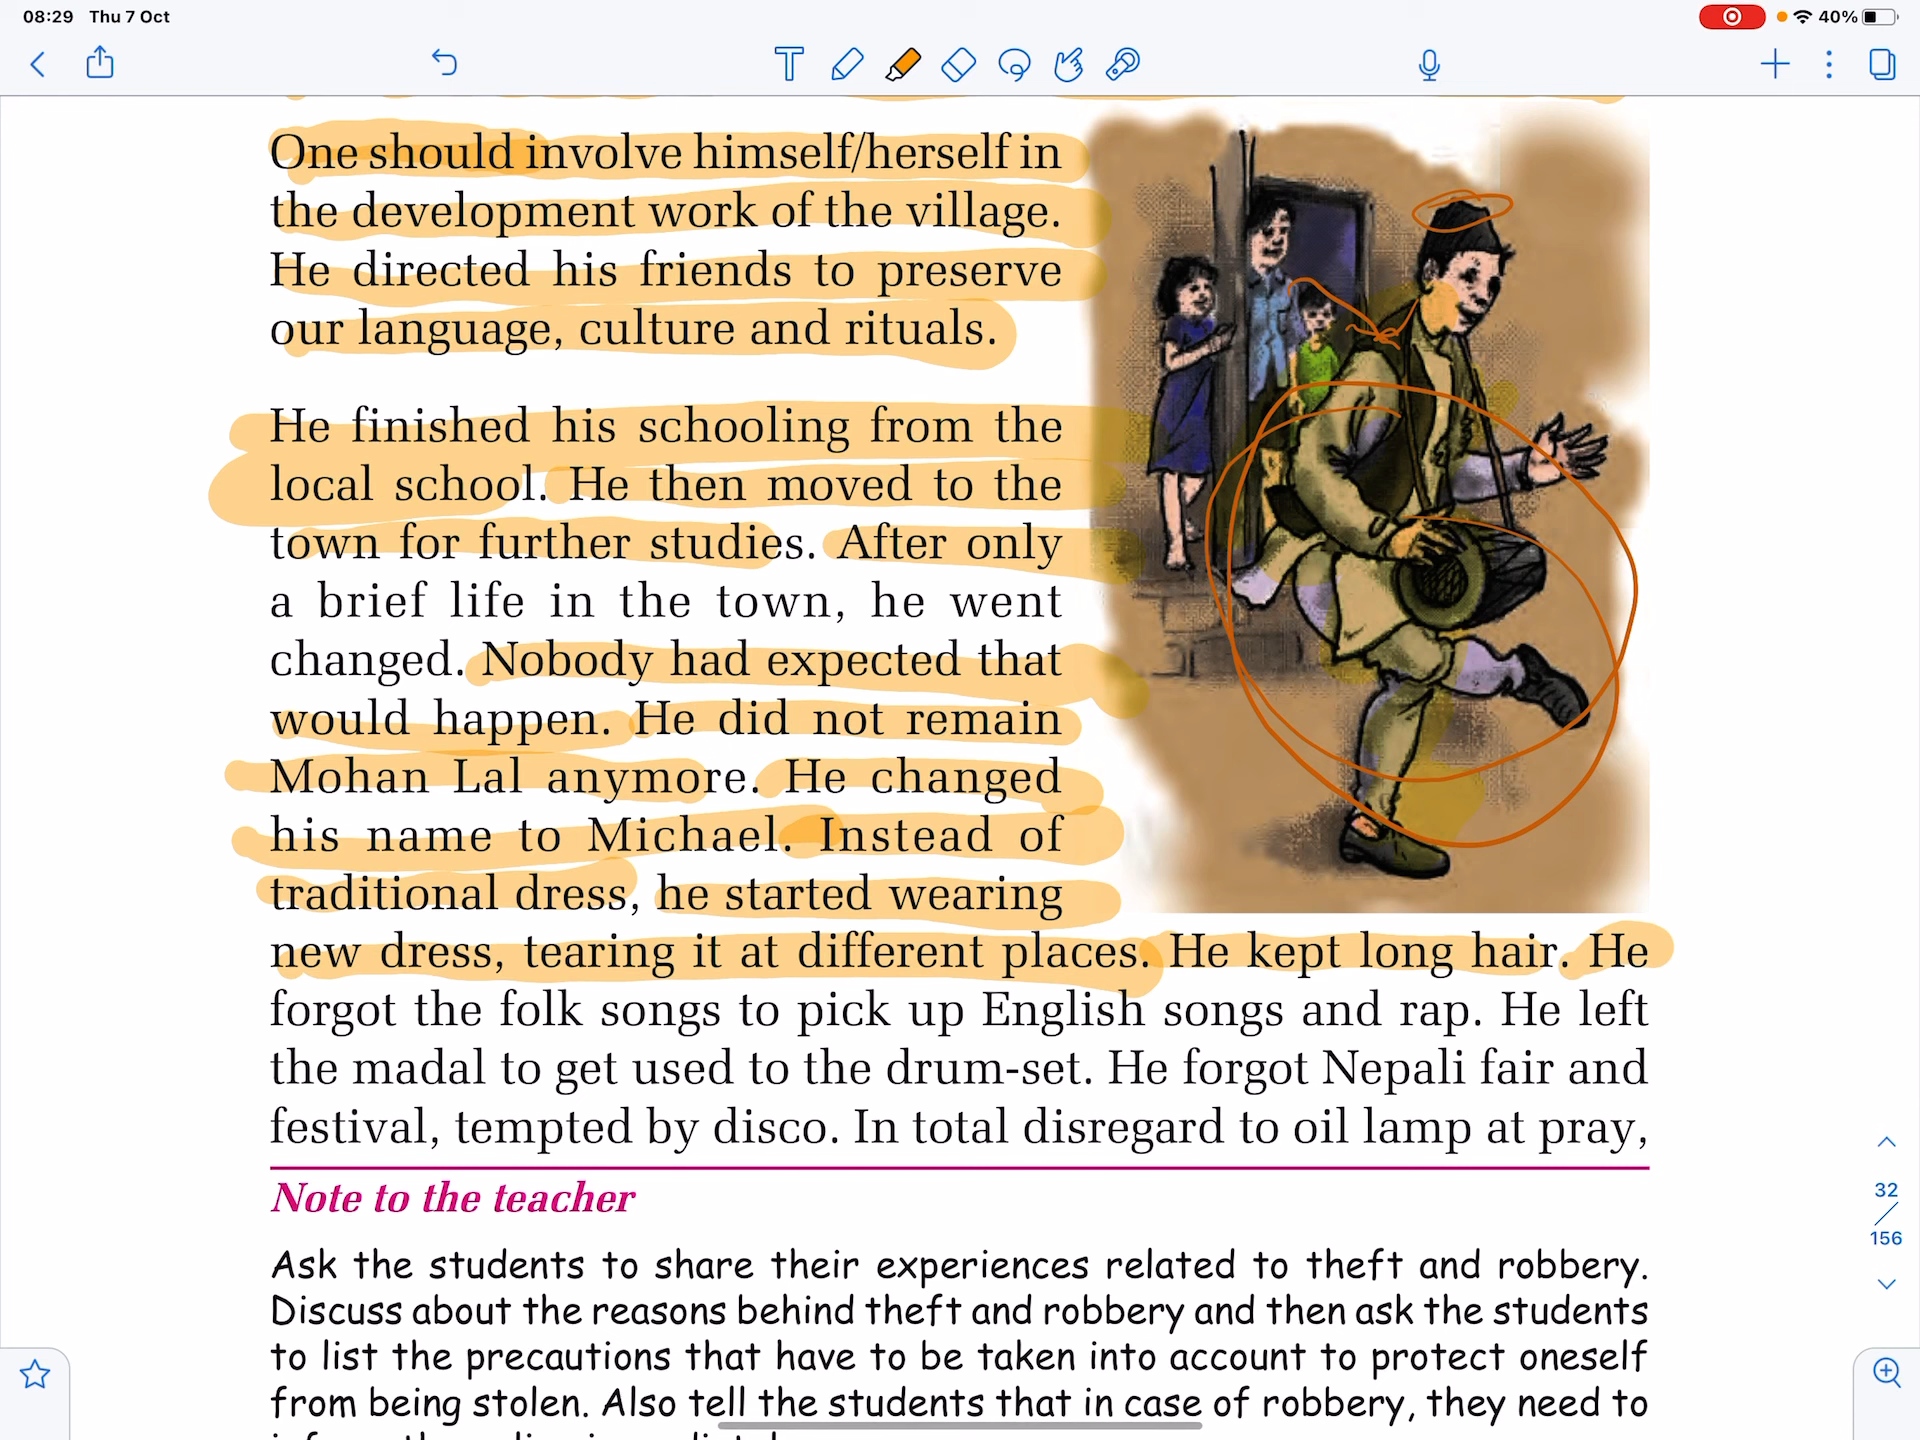 08:29 Thu 7 Oct
40%
One should involve himself/herself in
the development work of the village.
He directed his friends to preserve
our language, culture and rituals.
He finished his schooling from the
local school. He then moved to the
town for further studies. After only
a brief life in the town, he went
changed. Nobody had expected that
would happen. He did not remain
Mohan Lal anymore. He changed
his name to Michael. Instead of
traditional dress, he started wearing
new dress, tearing it at different places. He kept long hair. He
forgot the folk songs to pick up English songs and rap. He left
the madal to get used to the drum-set. He forgot Nepali fair and
festival, tempted by disco. In total disregard to oil lamp at pray,
32
/
156
Note to the teacher
Ask the students to share their experiences related to theft and robbery.
Discuss about the reasons behind theft and robbery and then ask the students
to list the precautions that have to be taken into account to protect oneself
from being stolen. Also tell the students that in case of robbery, they need to